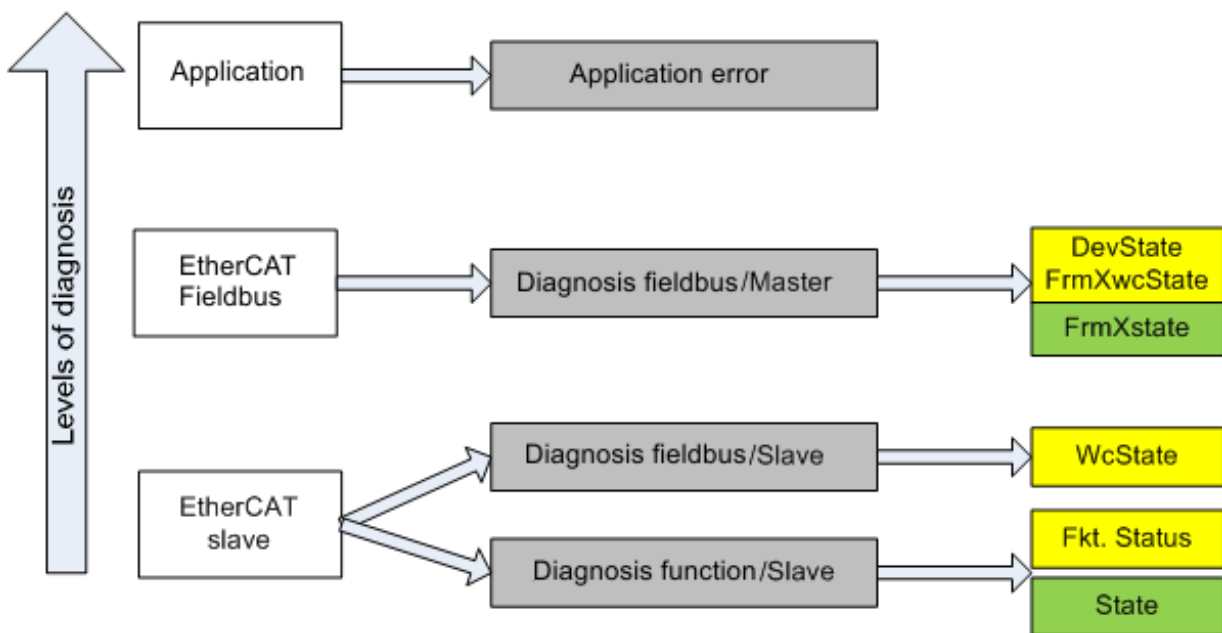 Levels of diagnosis
Application
Application error
EtherCAT
Fieldbus
Diagnosis fieldbus/Master
DevState
FrmXwcState
FrmXstate
EtherCAT
slave
Diagnosis fieldbus/Slave
WcState
Diagnosis function/Slave
Fkt. Status
State